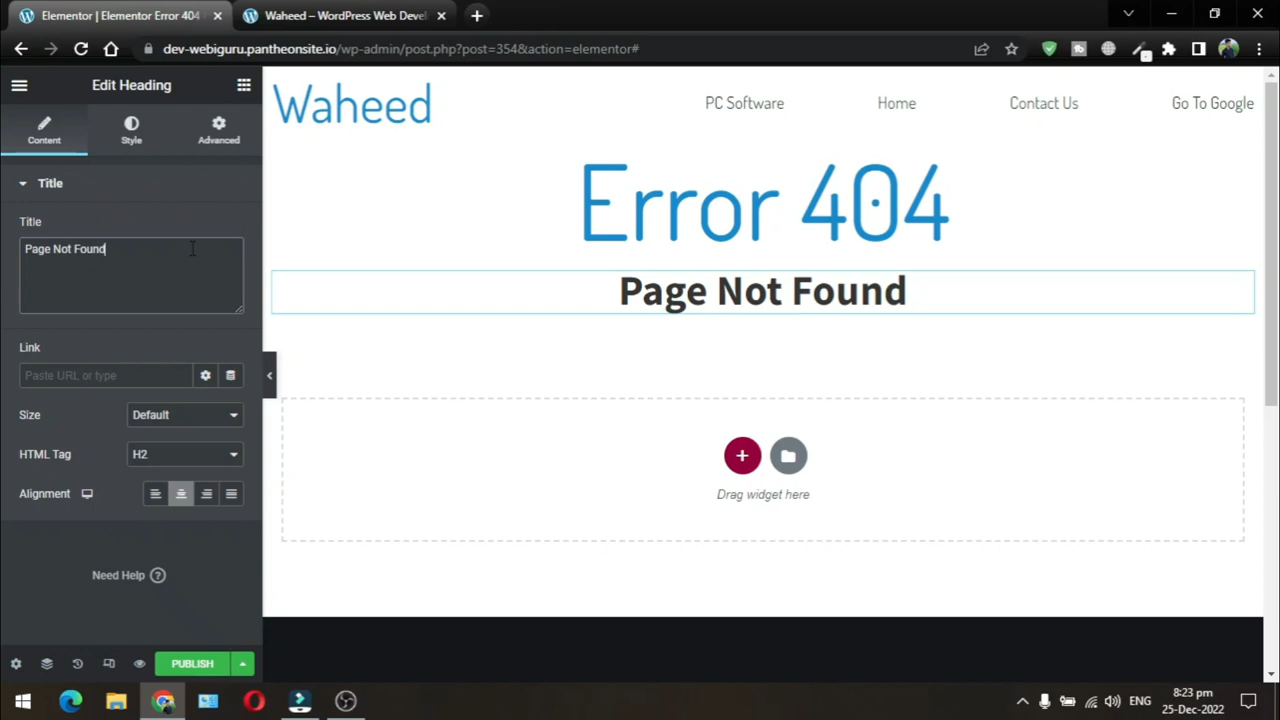 Elementor | Elementor Error 404
Waheed – WordPress Web Devel
dev-webiguru.pantheonsite.io/wp-admin/post.php?post=354&action=elementor#
Edit Heading
Content
Style
Advanced
Title
Title
Page Not Found
Link
Paste URL or type
Size
Default
HTML Tag
H2
Alignment
Need Help ?
PUBLISH
Waheed
PC Software
Home
Contact Us
Go To Google
Error 404
Page Not Found
Drag widget here
ENG
8:23 pm
25-Dec-2022